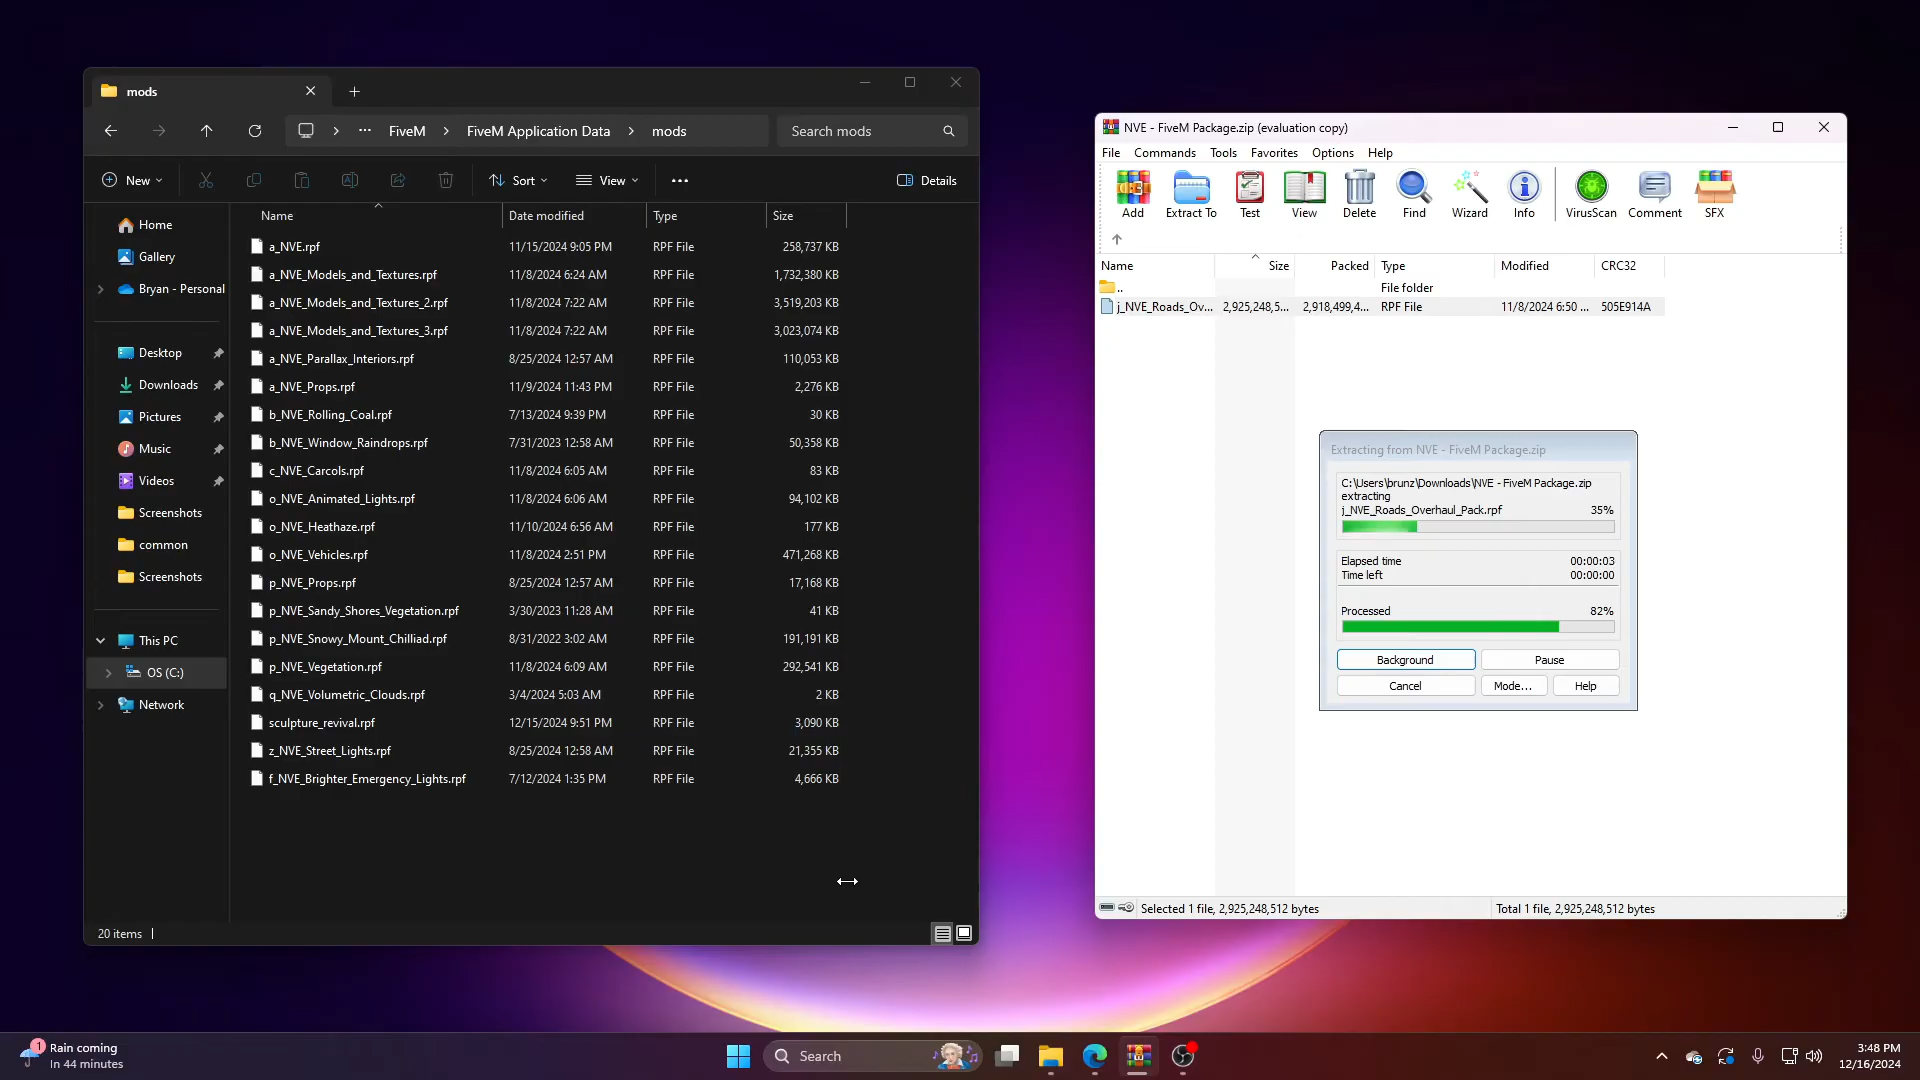 mods
FiveM > FiveM Application Data > mods
Search mods
New
Sort
View
Details
Name
Date modified
Type
Size
Home
Gallery
Bryan - Personal
Desktop
Downloads
Pictures
Music
Videos
Screenshots
common
Screenshots
This PC
OS (C:)
Network
a_NVE.rpf 11/15/2024 9:05 PM RPF File 258,737 KB
a_NVE_Models_and_Textures.rpf 11/8/2024 6:24 AM RPF File 1,732,380 KB
a_NVE_Models_and_Textures_2.rpf 11/8/2024 7:22 AM RPF File 3,519,203 KB
a_NVE_Models_and_Textures_3.rpf 11/8/2024 7:22 AM RPF File 3,023,074 KB
a_NVE_Parallax_Interiors.rpf 8/25/2024 12:57 AM RPF File 110,053 KB
a_NVE_Props.rpf 11/9/2024 11:43 PM RPF File 2,276 KB
b_NVE_Rolling_Coal.rpf 7/13/2024 9:39 PM RPF File 30 KB
b_NVE_Window_Raindrops.rpf 7/31/2023 12:58 AM RPF File 50,358 KB
c_NVE_Carcols.rpf 11/8/2024 6:05 AM RPF File 83 KB
o_NVE_Animated_Lights.rpf 11/8/2024 6:06 AM RPF File 94,102 KB
o_NVE_Heathaze.rpf 11/10/2024 6:56 AM RPF File 177 KB
o_NVE_Vehicles.rpf 11/8/2024 2:51 PM RPF File 471,268 KB
p_NVE_Props.rpf 8/25/2024 12:57 AM RPF File 17,168 KB
p_NVE_Sandy_Shores_Vegetation.rpf 3/30/2023 11:28 AM RPF File 41 KB
p_NVE_Snowy_Mount_Chilliad.rpf 8/31/2022 3:02 AM RPF File 191,191 KB
p_NVE_Vegetation.rpf 11/8/2024 6:09 AM RPF File 292,541 KB
q_NVE_Volumetric_Clouds.rpf 3/4/2024 5:03 AM RPF File 2 KB
sculpture_revival.rpf 12/15/2024 9:51 PM RPF File 3,090 KB
z_NVE_Street_Lights.rpf 8/25/2024 12:58 AM RPF File 21,355 KB
f_NVE_Brighter_Emergency_Lights.rpf 7/12/2024 1:35 PM RPF File 4,666 KB
20 items
NVE - FiveM Package.zip (evaluation copy)
File Commands Tools Favorites Options Help
Add Extract To Test View Delete Find Wizard Info VirusScan Comment SFX
Name Size Packed Type Modified CRC32
.. File folder
j_NVE_Roads_Ov... 2,925,248,5... 2,918,499,4... RPF File 11/8/2024 6:50 ... 505E914A
Extracting from NVE - FiveM Package.zip
C:\Users\brunz\Downloads\NVE - FiveM Package.zip
extracting
j_NVE_Roads_Overhaul_Pack.rpf 35%
Elapsed time 00:00:03
Time left 00:00:00
Processed 82%
Background Pause
Cancel Mode... Help
Selected 1 file, 2,925,248,512 bytes
Total 1 file, 2,925,248,512 bytes
1
Rain coming
In 44 minutes
Search
3:48 PM
12/16/2024